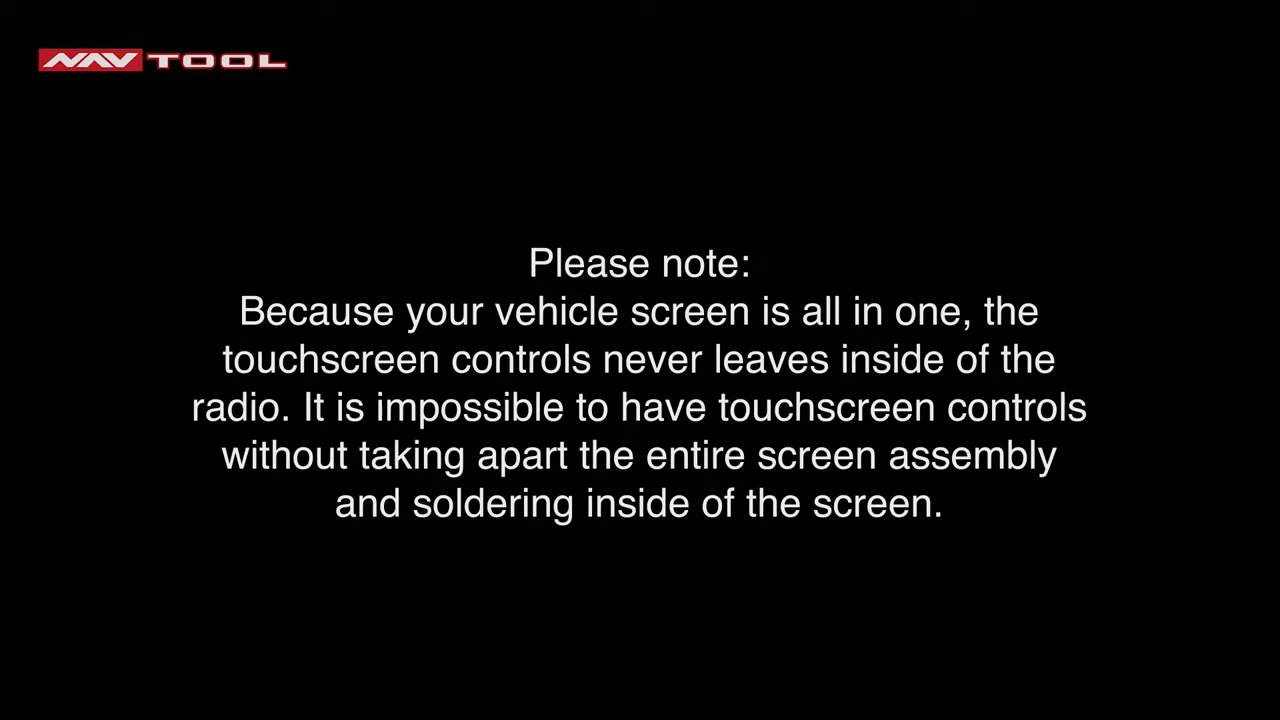 NAVTOOL
Please note:
Because your vehicle screen is all in one, the
touchscreen controls never leaves inside of the
radio. It is impossible to have touchscreen controls
without taking apart the entire screen assembly
and soldering inside of the screen.